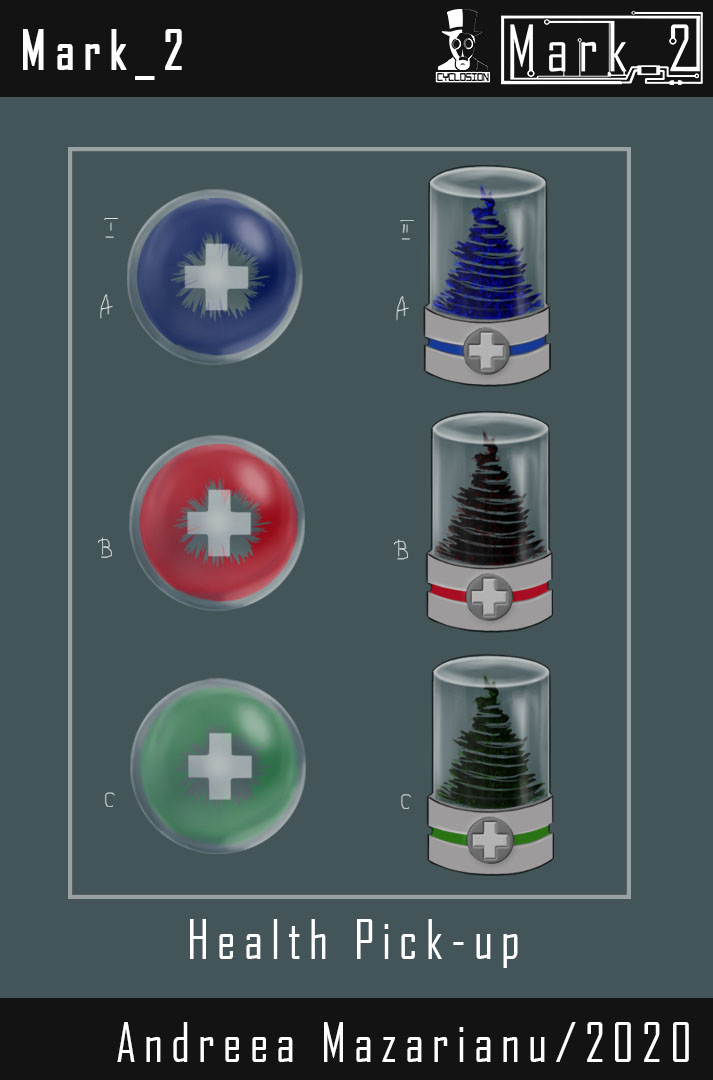 Mark_2
CYCLOSION
Mark_2
I
II
A
A
B
B
C
C
Health Pick-up
Andreea Mazarianu/2020